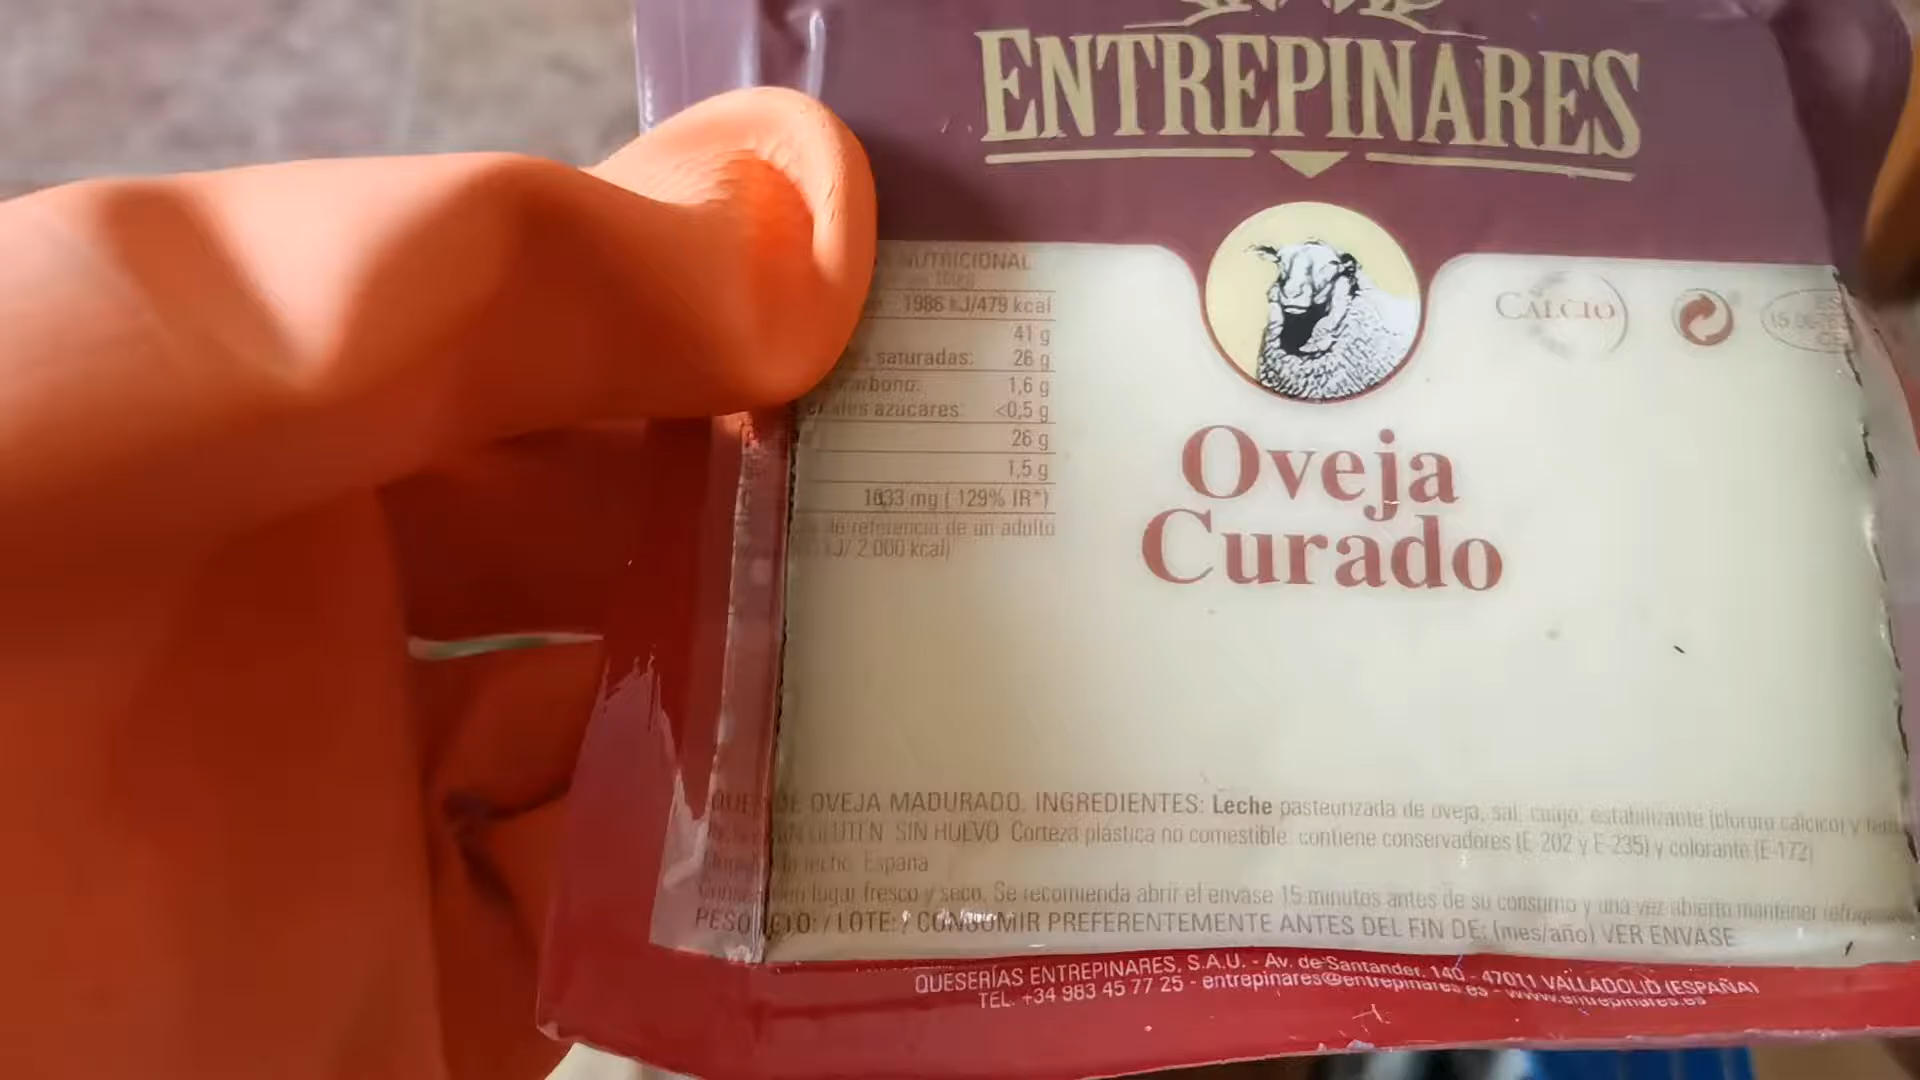 ENTREPINARES
NUTRICIONAL
1986 kJ/479 kcal
41 g
saturadas: 26 g
carbono: 1,6 g
azúcares: <0,5 g
26 g
1,5 g
1033 mg ( 129% IR*)
de referencia de un adulto
kJ/ 2.000 kcal)
CALCIO
Oveja
Curado
DE OVEJA MADURADO. INGREDIENTES: Leche pasteurizada de oveja, sal, cuajo, estabilizante (cloruro cálcico) y
GLUTEN SIN HUEVO Corteza plástica no comestible: contiene conservadores (E 202 y E-235) y colorante (E-172)
leche: España
en lugar fresco y seco. Se recomienda abrir el envase 15 minutos antes de su consumo y una vez abierto mantener
PESO / LOTE: / CONSUMIR PREFERENTEMENTE ANTES DEL FIN DE: (mes/año) VER ENVASE
QUESERÍAS ENTREPINARES, S.A.U. - Av. de Santander, 140 - 47011 VALLADOLID (ESPAÑA)
TEL. +34 983 45 77 25 - entrepinares@entrepinares.es - www.entrepinares.es